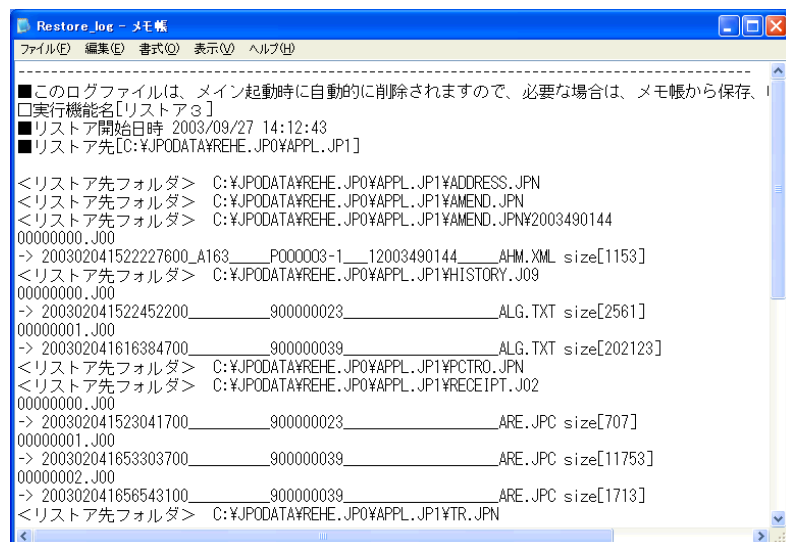 Restore_log - メモ帳
ファイル(F) 編集(E) 書式(O) 表示(V) ヘルプ(H)
--------------------------------------------------------------------------------------------
■このログファイルは、メイン起動時に自動的に削除されますので、必要な場合は、メモ帳から保存、
□実行機能名[リストア３]
■リストア開始日時 2003/09/27 14:12:43
■リストア先[C:¥JPODATA¥REHE.JP0¥APPL.JP1]
<リストア先フォルダ> C:¥JPODATA¥REHE.JP0¥APPL.JP1¥ADDRESS.JPN
<リストア先フォルダ> C:¥JPODATA¥REHE.JP0¥APPL.JP1¥AMEND.JPN
<リストア先フォルダ> C:¥JPODATA¥REHE.JP0¥APPL.JP1¥AMEND.JPN¥2003490144
00000000.J00
-> 200302041522227600_A163_____P000003-1___12003490144_____AHM.XML size[1153]
<リストア先フォルダ> C:¥JPODATA¥REHE.JP0¥APPL.JP1¥HISTORY.J09
00000000.J00
-> 200302041522452200__________900000023___________________ALG.TXT size[2561]
00000001.J00
-> 200302041616384700__________900000039___________________ALG.TXT size[202123]
<リストア先フォルダ> C:¥JPODATA¥REHE.JP0¥APPL.JP1¥PCTRO.JPN
<リストア先フォルダ> C:¥JPODATA¥REHE.JP0¥APPL.JP1¥RECEIPT.J02
00000000.J00
-> 200302041523041700__________900000023___________________ARE.JPC size[707]
00000001.J00
-> 200302041653303700__________900000039___________________ARE.JPC size[11753]
00000002.J00
-> 200302041656543100__________900000039___________________ARE.JPC size[1713]
<リストア先フォルダ> C:¥JPODATA¥REHE.JP0¥APPL.JP1¥TR.JPN